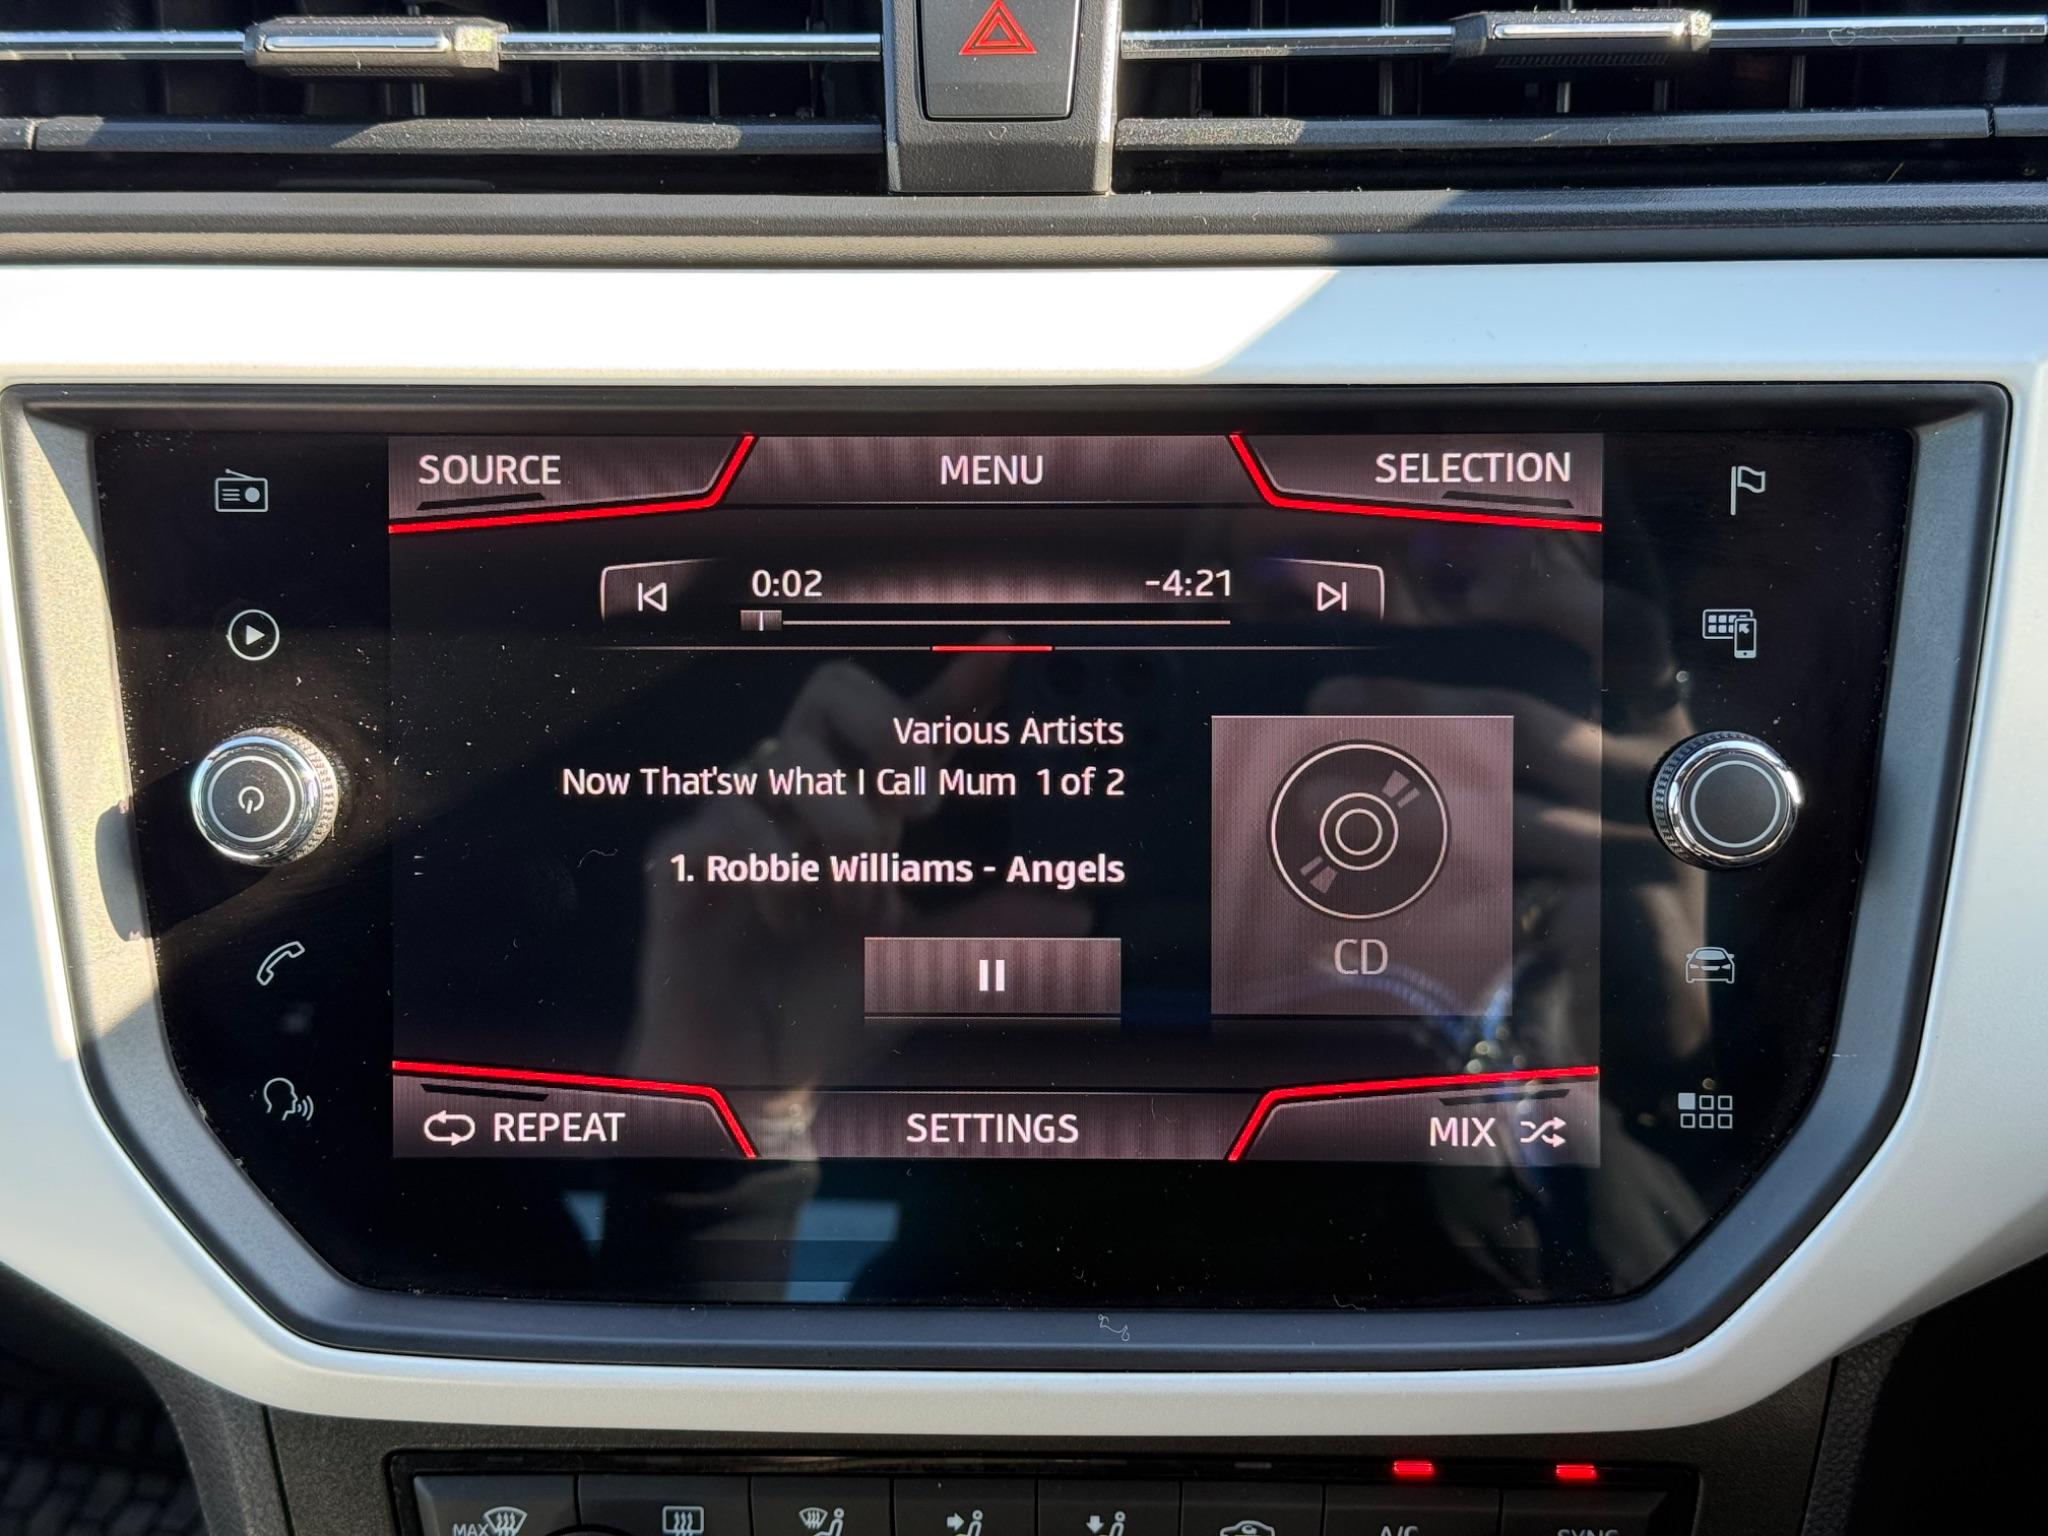 SOURCE
MENU
SELECTION
0:02
-4:21
Various Artists
Now That'sw What I Call Mum 1 of 2
1. Robbie Williams - Angels
CD
REPEAT
SETTINGS
MIX
MAX
A/C
SYNC